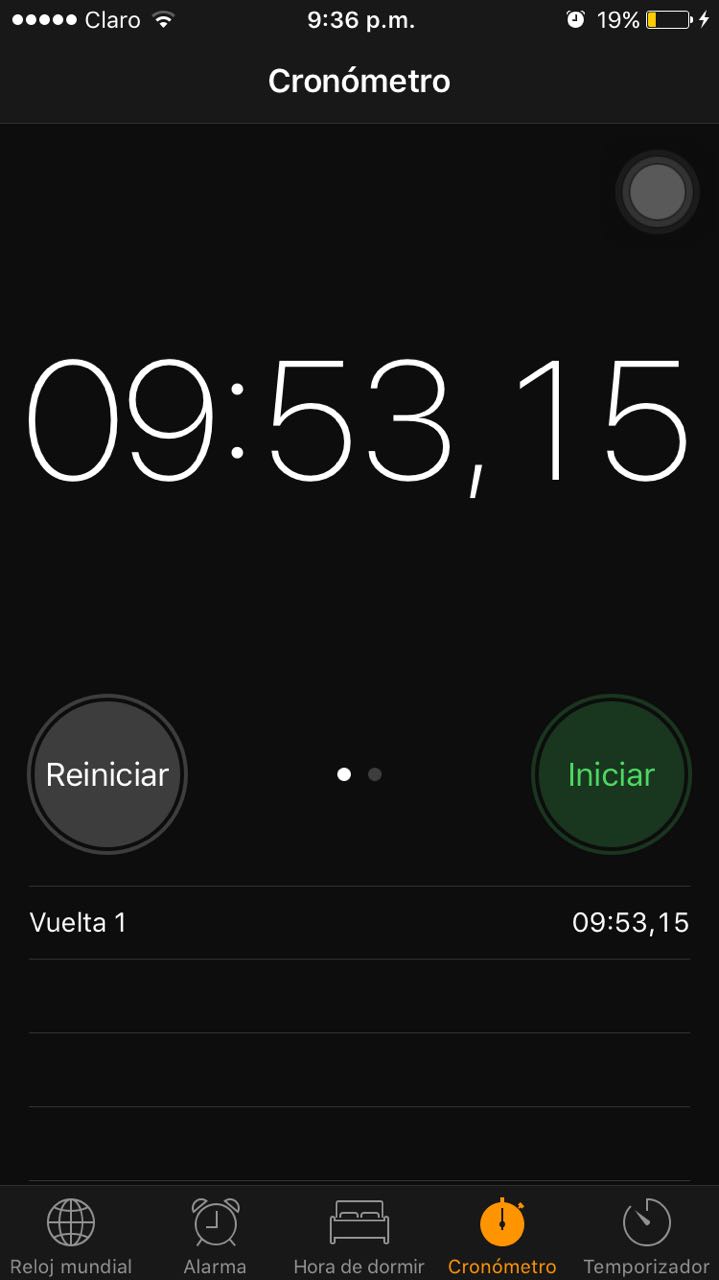 Claro 9:36 p.m. 19%
Cronómetro
09:53,15
Reiniciar Iniciar
Vuelta 1 09:53,15
Reloj mundial Alarma Hora de dormir Cronómetro Temporizador